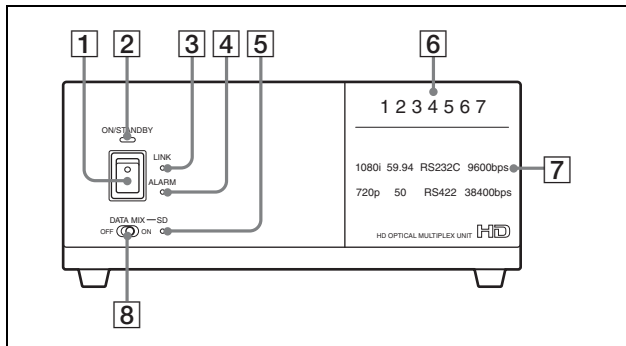 1 2 3 4 5 6
1 2 3 4 5 6 7
ON/STANDBY
LINK
ALARM
1080i 59.94 RS232C 9600bps 7
720p 50 RS422 38400bps
DATA MIX SD
OFF ON
HD OPTICAL MULTIPLEX UNIT HD
8